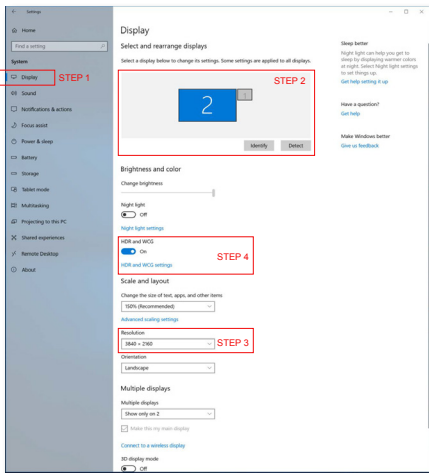 Settings
Home
Find a setting
System
Display
STEP 1
Sound
Notifications & actions
Focus assist
Power & sleep
Battery
Storage
Tablet mode
Multitasking
Projecting to this PC
Shared experiences
Remote Desktop
About
Display
Select and rearrange displays
Select a display below to change its settings. Some settings are applied to all displays.
STEP 2
1
2
Identify
Detect
Brightness and color
Change brightness
Night light
Off
Night light settings
HDR and WCG
On
STEP 4
HDR and WCG settings
Scale and layout
Change the size of text, apps, and other items
150% (Recommended)
Advanced scaling settings
Resolution
3840 × 2160
STEP 3
Orientation
Landscape
Multiple displays
Multiple displays
Show only on 2
Make this my main display
Connect to a wireless display
3D display mode
Off
Sleep better
Night light can help you get to
sleep by displaying warmer colors
at night. Select Night light settings
to set things up.
Get help setting it up
Have a question?
Get help
Make Windows better
Give us feedback